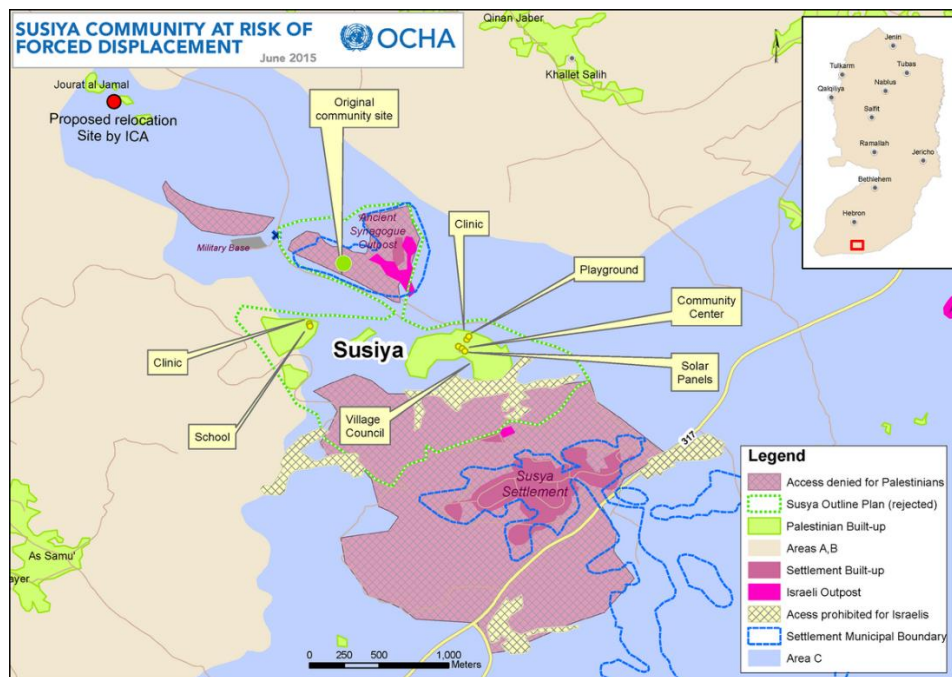 SUSIYA COMMUNITY AT RISK OF
FORCED DISPLACEMENT
June 2015
OCHA
Qinan Jaber
Khallet Salih
Jourat al Jamal
Proposed relocation
Site by ICA
Original
community site
Military Base
Ancient
Synagogue
Outpost
Clinic
Playground
Community
Center
Solar
Panels
Susiya
Clinic
School
Village
Council
317
Susya
Settlement
As Samu'
ayer
Jenin
Tulkarm
Tubas
Nablus
Qalqiliya
Salfit
Ramallah
Jericho
Bethlehem
Hebron
Legend
Access denied for Palestinians
Susya Outline Plan (rejected)
Palestinian Built-up
Areas A,B
Settlement Built-up
Israeli Outpost
Acess prohibited for Israelis
Settlement Municipal Boundary
Area C
0 250 500 1,000
Meters